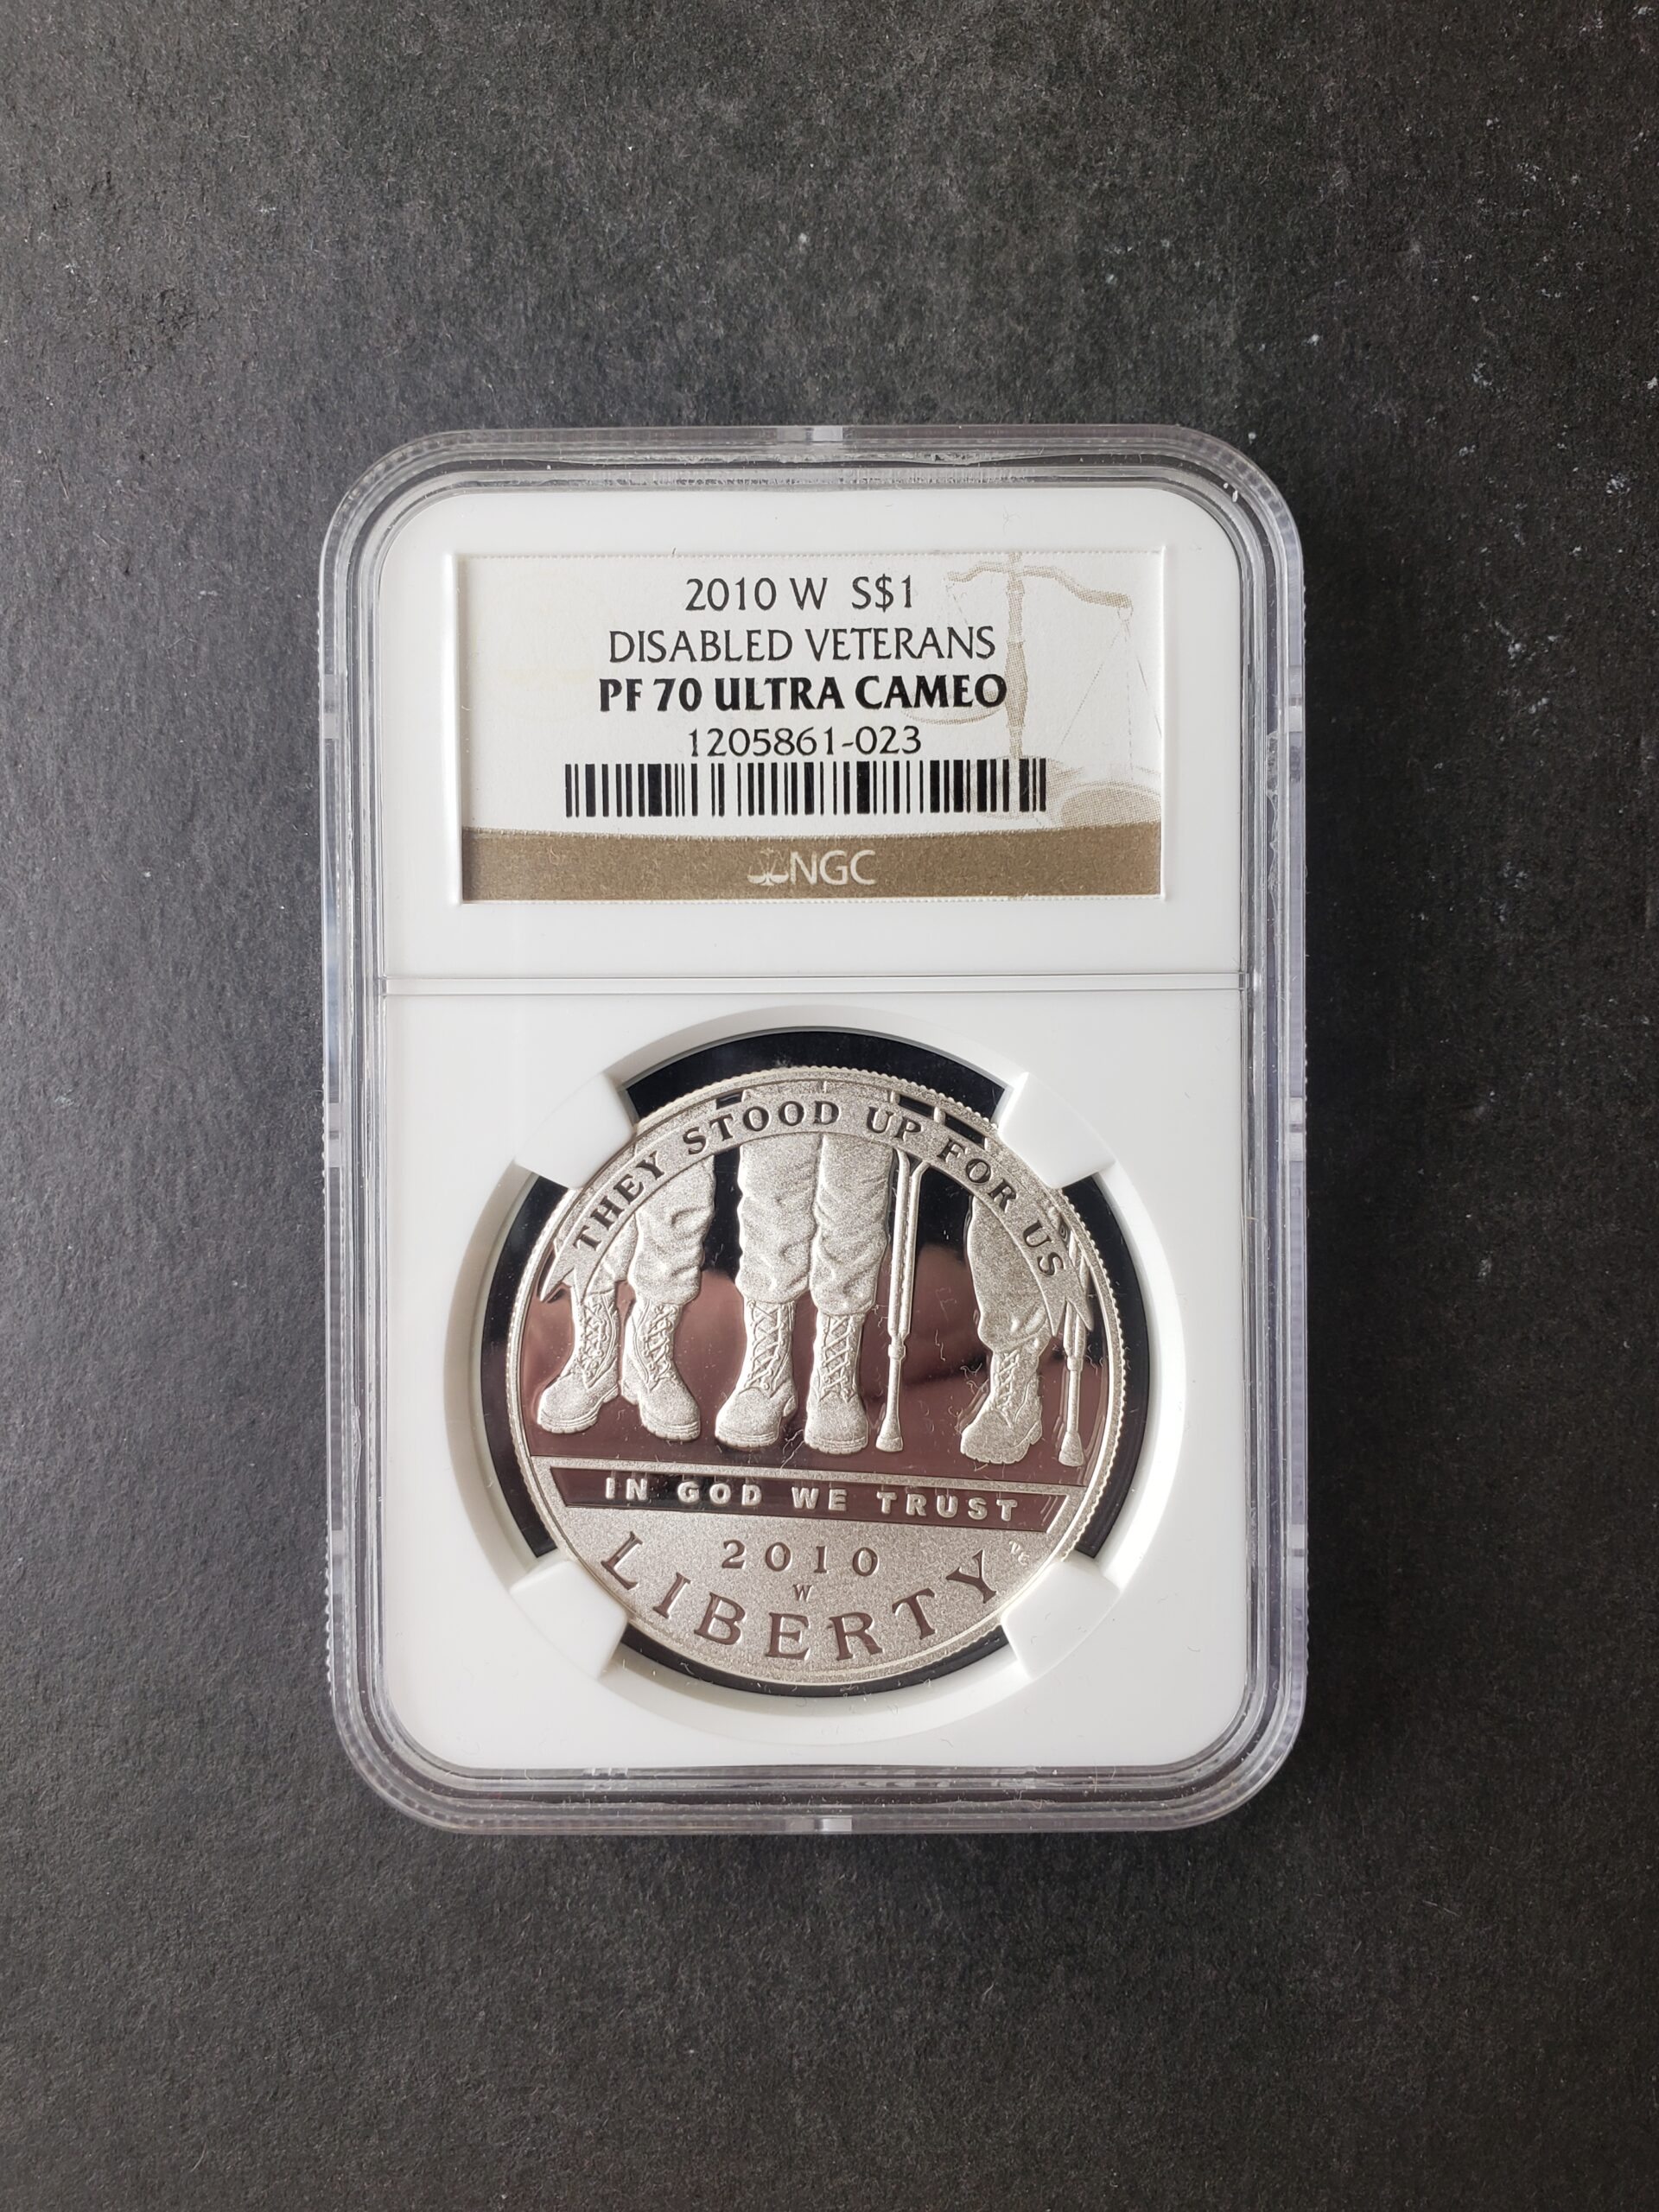 2010 W S$1
DISABLED VETERANS
PF 70 ULTRA CAMEO
1205861-023
NGC
THEY STOOD UP FOR US
IN GOD WE TRUST
2010
W
LIBERTY